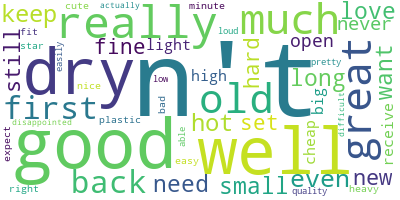 keep
cute
actually
minute
love
fit
really
much
fine
light
open
never
star
still
easily
nice
dry
n't
low
high
loud
hard
pretty
long
great
Want
first
bad
old
big
receive
expect
disappointed
plastic
able
hot
set
cheap
difficult
good
well
easy
new
right
back
need
small
even
quality
heavy